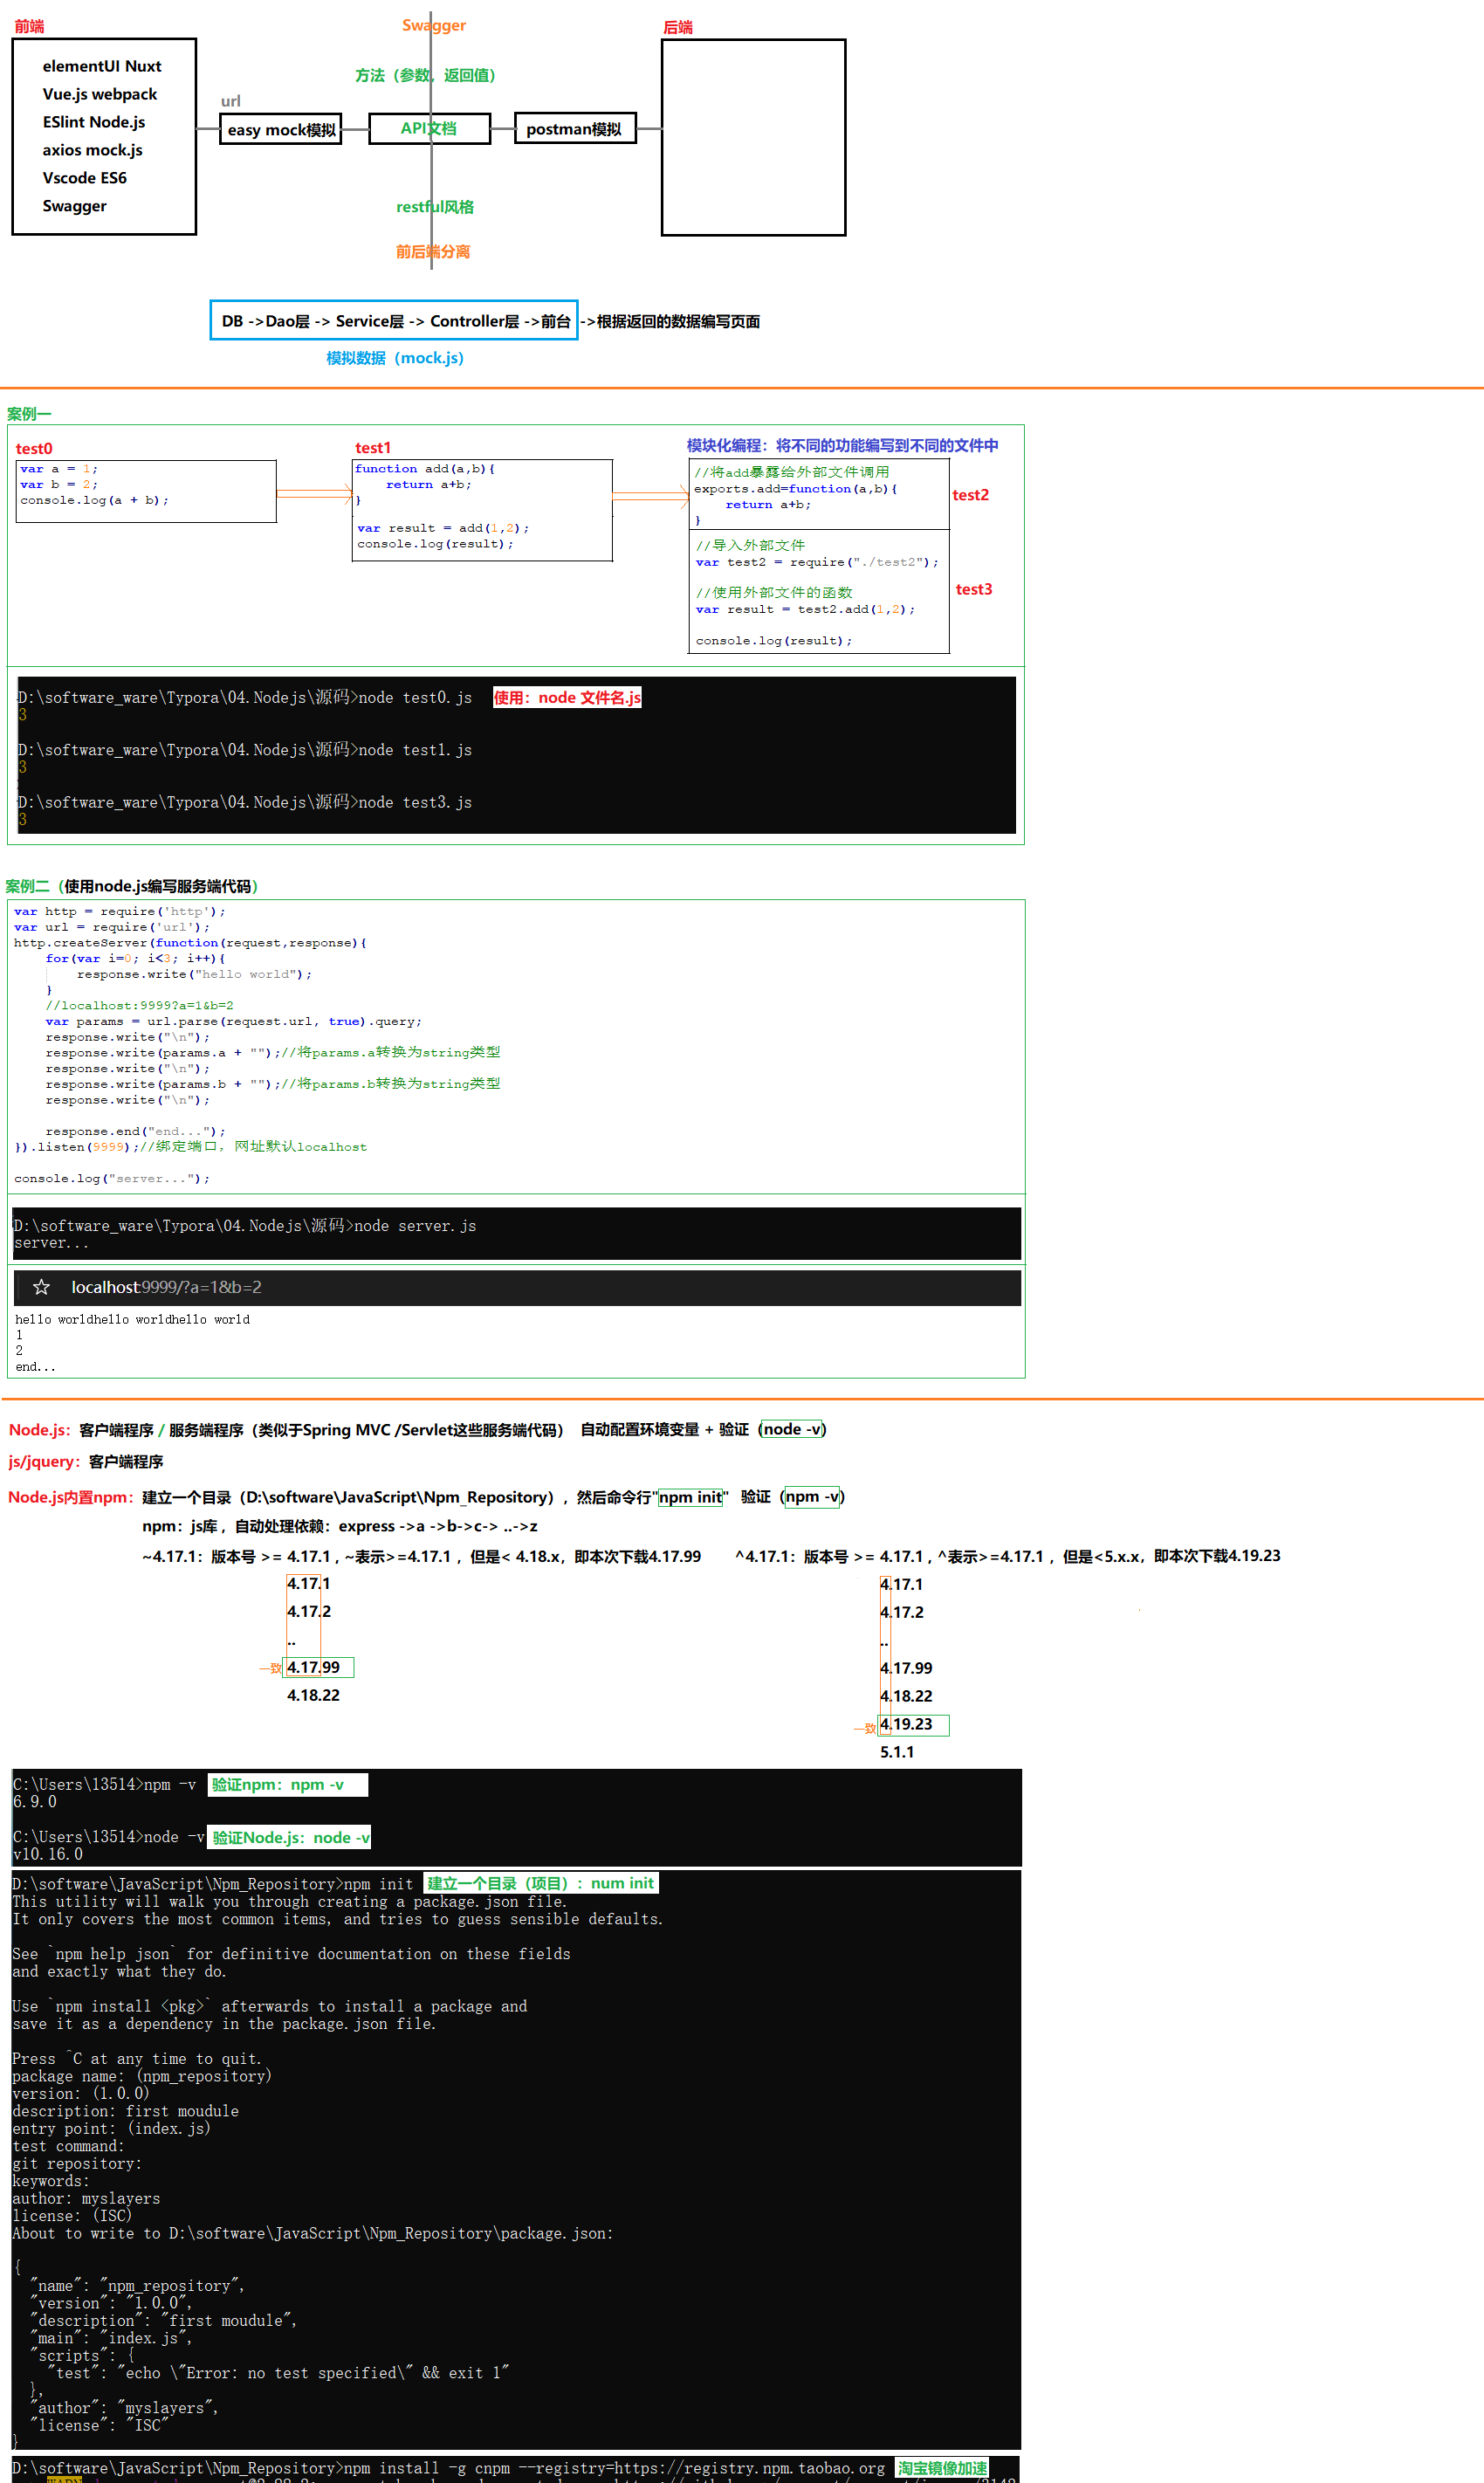 前端
Swagger
后端
elementUI Nuxt
Vue.js webpack
ESlint Node.js
axios mock.js
Vscode ES6
Swagger
方法（参数，返回值）
url
easy mock模拟
API文档
postman模拟
restful风格
前后端分离
DB ->Dao层 -> Service层 -> Controller层 ->前台 ->根据返回的数据编写页面
模拟数据（mock.js）
案例一
test0
var a = 1;
var b = 2;
console.log(a + b);
test1
function add(a,b){
return a+b;
}
var result = add(1,2);
console.log(result);
模块化编程：将不同的功能编写到不同的文件中
//将add暴露给外部文件调用
exports.add=function(a,b){
return a+b;
}
test2
//导入外部文件
var test2 = require("./test2");
//使用外部文件的函数
var result = test2.add(1,2);
console.log(result);
test3
D:\software_ware\Typora\04.Nodejs\源码>node test0.js 使用：node 文件名.js
3
D:\software_ware\Typora\04.Nodejs\源码>node test1.js
3
D:\software_ware\Typora\04.Nodejs\源码>node test3.js
3
案例二（使用node.js编写服务端代码）
var http = require('http');
var url = require('url');
http.createServer(function(request,response){
for(var i=0; i<3; i++){
response.write("hello world");
}
//localhost:9999?a=1&b=2
var params = url.parse(request.url, true).query;
response.write("\n");
response.write(params.a + "");//将params.a转换为string类型
response.write("\n");
response.write(params.b + "");//将params.b转换为string类型
response.write("\n");
response.end("end...");
}).listen(9999);//绑定端口，网址默认localhost
console.log("server...");
D:\software_ware\Typora\04.Nodejs\源码>node server.js
server...
localhost:9999/?a=1&b=2
hello worldhello worldhello world
1
2
end...
Node.js：客户端程序 / 服务端程序（类似于Spring MVC /Servlet这些服务端代码） 自动配置环境变量 + 验证（node -v）
js/jquery：客户端程序
Node.js内置npm：建立一个目录（D:\software\JavaScript\Npm_Repository），然后命令行"npm init" 验证（npm -v）
npm：js库 ，自动处理依赖：express ->a ->b->c-> ..->z
~4.17.1：版本号 >= 4.17.1 , ~表示>=4.17.1 ，但是< 4.18.x，即本次下载4.17.99
^4.17.1：版本号 >= 4.17.1 , ^表示>=4.17.1 ，但是<5.x.x，即本次下载4.19.23
4.17.1
4.17.2
..
一致 4.17.99
4.18.22
4.17.1
4.17.2
..
4.17.99
4.18.22
一致 4.19.23
5.1.1
C:\Users\13514>npm -v 验证npm：npm -v
6.9.0
C:\Users\13514>node -v 验证Node.js：node -v
v10.16.0
D:\software\JavaScript\Npm_Repository>npm init 建立一个目录（项目）：num init
This utility will walk you through creating a package.json file.
It only covers the most common items, and tries to guess sensible defaults.
See `npm help json` for definitive documentation on these fields
and exactly what they do.
Use `npm install <pkg>` afterwards to install a package and
save it as a dependency in the package.json file.
Press ^C at any time to quit.
package name: (npm_repository)
version: (1.0.0)
description: first moudule
entry point: (index.js)
test command:
git repository:
keywords:
author: myslayers
license: (ISC)
About to write to D:\software\JavaScript\Npm_Repository\package.json:
{
"name": "npm_repository",
"version": "1.0.0",
"description": "first moudule",
"main": "index.js",
"scripts": {
"test": "echo \"Error: no test specified\" && exit 1"
},
"author": "myslayers",
"license": "ISC"
}
D:\software\JavaScript\Npm_Repository>npm install -g cnpm --registry=https://registry.npm.taobao.org 淘宝镜像加速